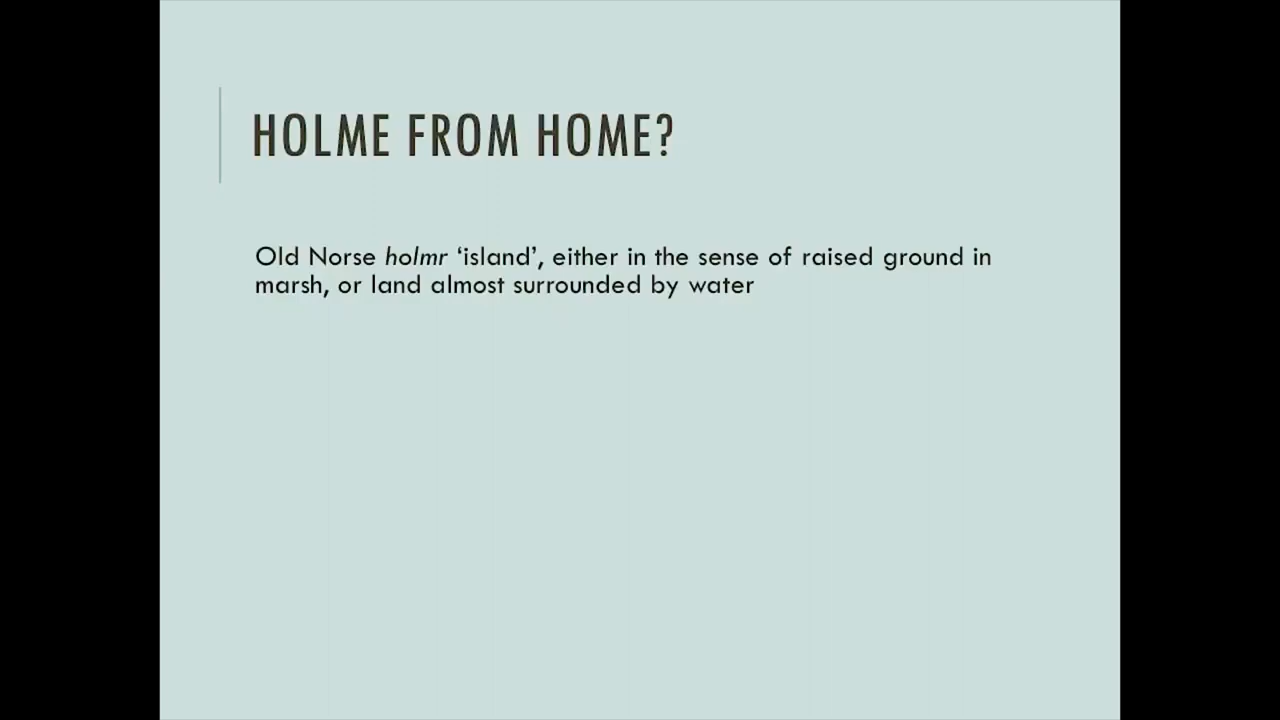 HOLME FROM HOME?
Old Norse holmr ‘island’, either in the sense of raised ground in
marsh, or land almost surrounded by water